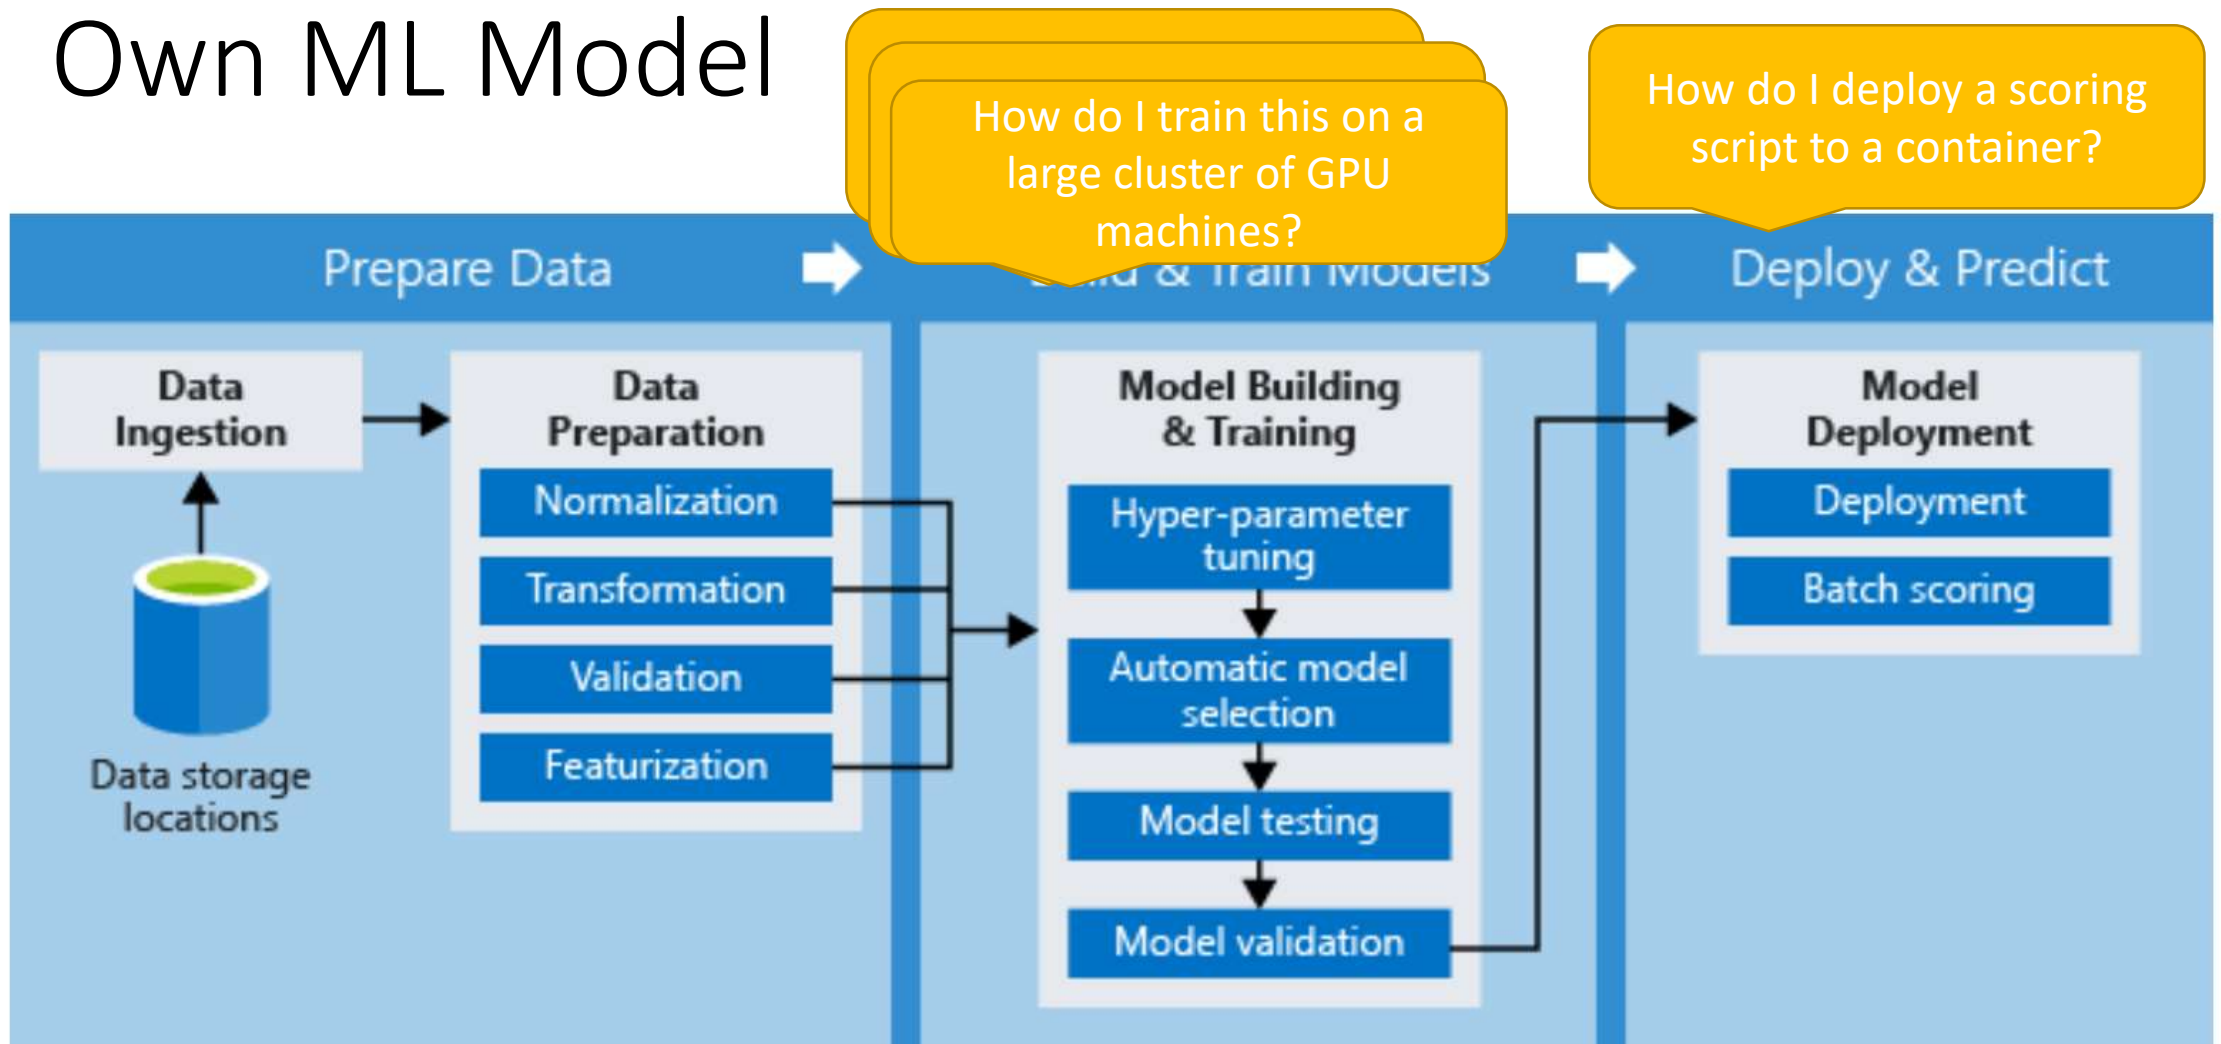 Own ML Model
How do I train this on a
large cluster of GPU
machines?
How do I deploy a scoring
script to a container?
Prepare Data
& Train Models
Deploy & Predict
Data
Ingestion
Data storage
locations
Data
Preparation
Normalization
Transformation
Validation
Featurization
Model Building
& Training
Hyper-parameter
tuning
Automatic model
selection
Model testing
Model validation
Model
Deployment
Deployment
Batch scoring